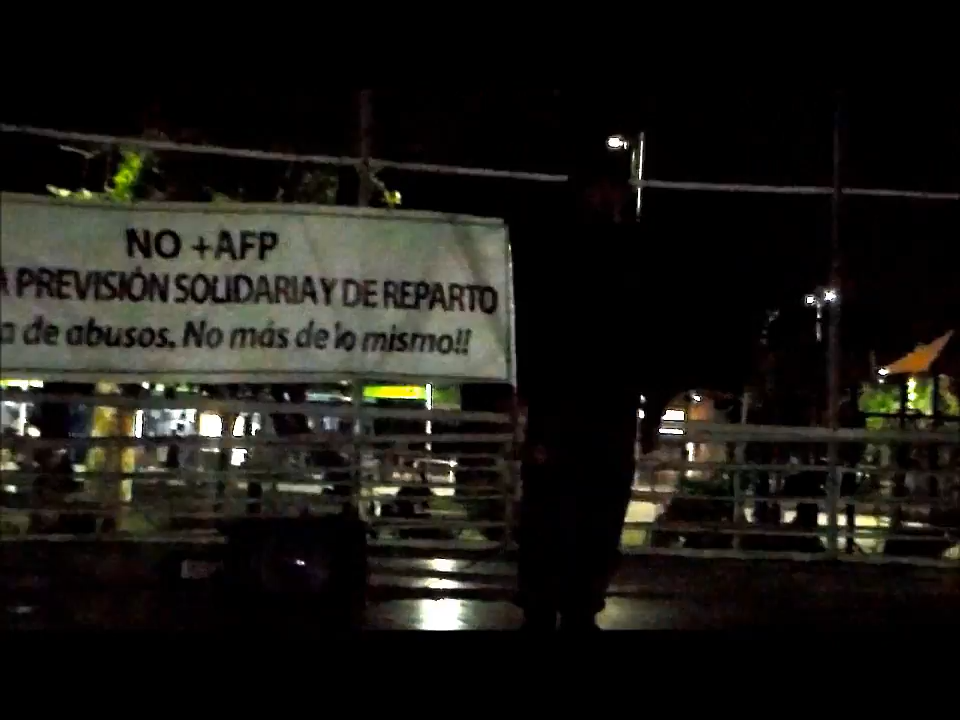 NO +AFP
A PREVISIÓN SOLIDARIA Y DE REPARTO
a de abusos. No más de lo mismo!!